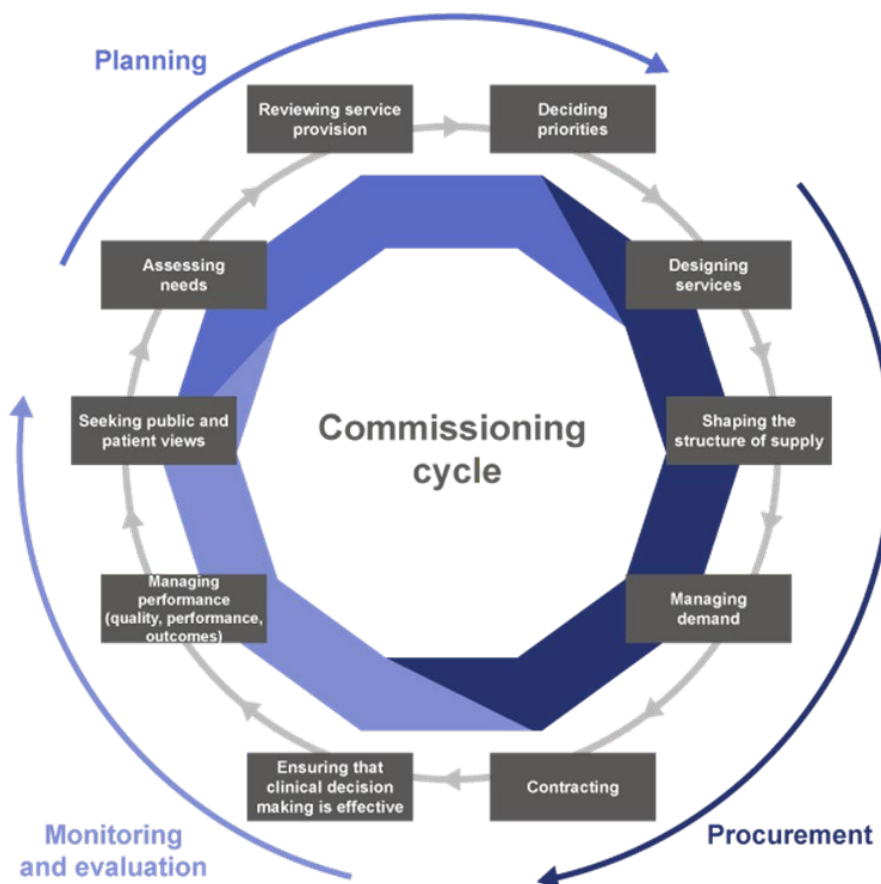 Planning
Reviewing service
provision
Deciding
priorities
Assessing
needs
Designing
services
Seeking public and
patient views
Commissioning
cycle
Shaping the
structure of supply
Managing
performance
(quality, performance,
outcomes)
Managing
demand
Ensuring that
clinical decision
making is effective
Contracting
Monitoring
and evaluation
Procurement